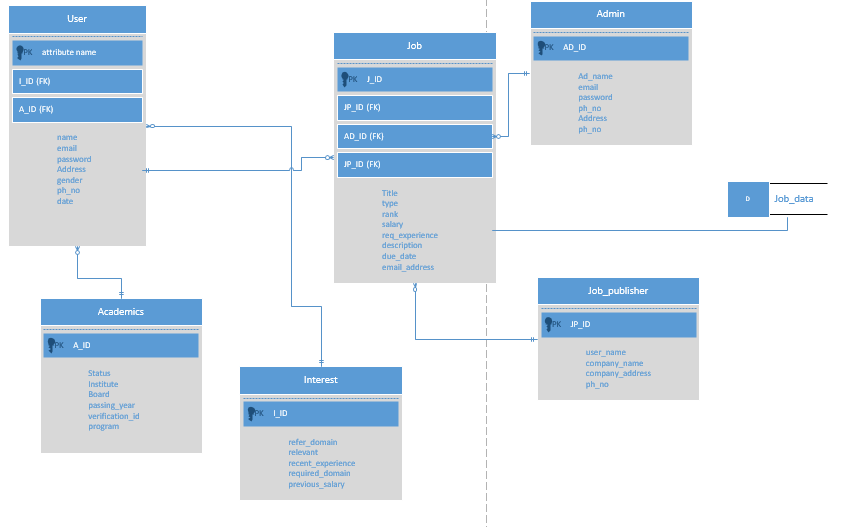 User
PK attribute name
I_ID (FK)
A_ID (FK)
name
email
password
Address
gender
ph_no
date
Job
PK J_ID
JP_ID (FK)
AD_ID (FK)
JP_ID (FK)
Title
type
rank
salary
req_experience
description
due_date
email_address
Admin
PK AD_ID
Ad_name
email
password
ph_no
Address
ph_no
D Job_data
Academics
PK A_ID
Status
Institute
Board
passing_year
verification_id
program
Interest
PK I_ID
refer_domain
relevant
recent_experience
required_domain
previous_salary
Job_publisher
PK JP_ID
user_name
company_name
company_address
ph_no